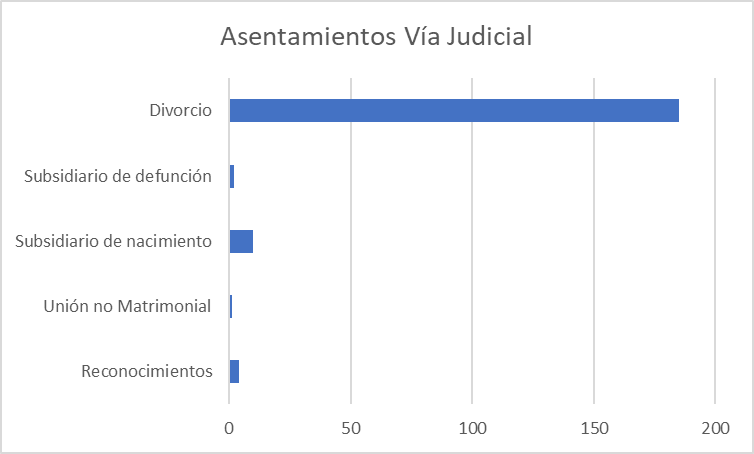 Asentamientos Vía Judicial
Divorcio
Subsidiario de defunción
Subsidiario de nacimiento
Unión no Matrimonial
Reconocimientos
0 50 100 150 200